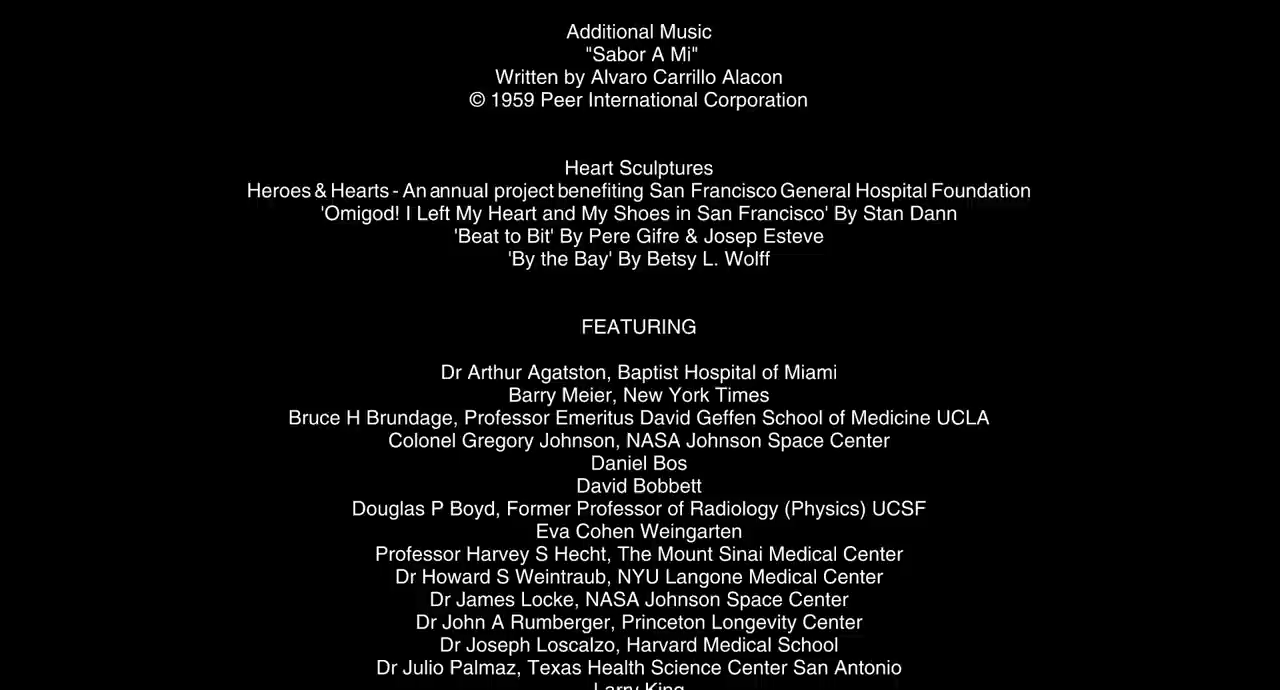 Additional Music
"Sabor A Mi"
Written by Alvaro Carrillo Alacon
© 1959 Peer International Corporation
Heart Sculptures
Heroes & Hearts - An annual project benefiting San Francisco General Hospital Foundation
'Omigod! I Left My Heart and My Shoes in San Francisco' By Stan Dann
'Beat to Bit' By Pere Gifre & Josep Esteve
'By the Bay' By Betsy L. Wolff
FEATURING
Dr Arthur Agatston, Baptist Hospital of Miami
Barry Meier, New York Times
Bruce H Brundage, Professor Emeritus David Geffen School of Medicine UCLA
Colonel Gregory Johnson, NASA Johnson Space Center
Daniel Bos
David Bobbett
Douglas P Boyd, Former Professor of Radiology (Physics) UCSF
Eva Cohen Weingarten
Professor Harvey S Hecht, The Mount Sinai Medical Center
Dr Howard S Weintraub, NYU Langone Medical Center
Dr James Locke, NASA Johnson Space Center
Dr John A Rumberger, Princeton Longevity Center
Dr Joseph Loscalzo, Harvard Medical School
Dr Julio Palmaz, Texas Health Science Center San Antonio
Larry King